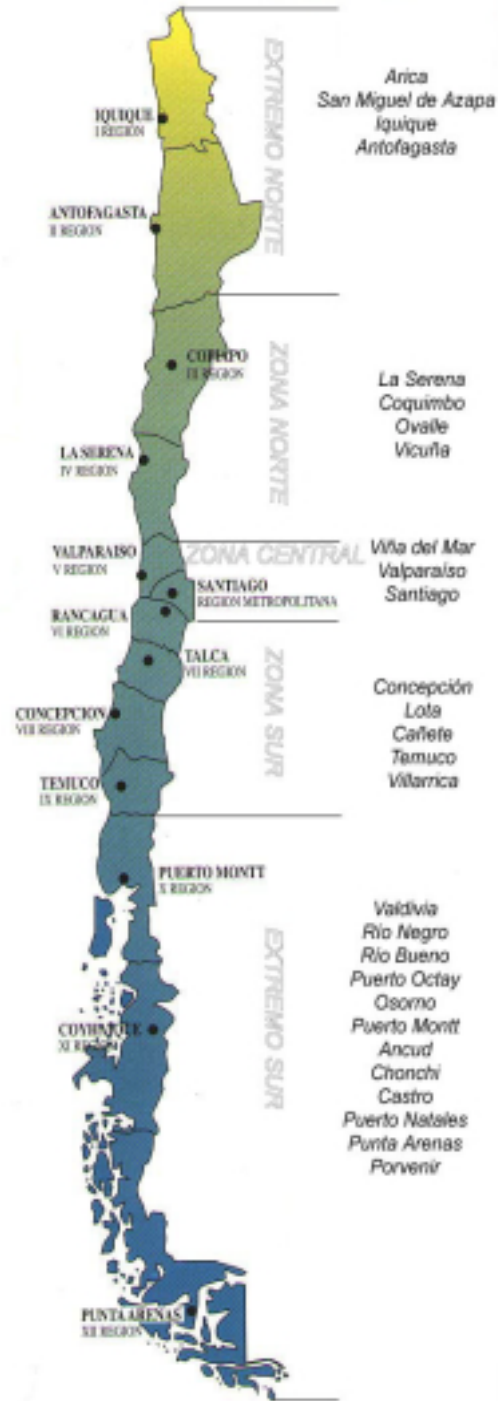 EXTREMO NORTE
Arica
San Miguel de Azapa
Iquique
Antofagasta
IQUIQUE
I REGION
ANTOFAGASTA
II REGION
ZONA NORTE
COPIAPO
III REGION
La Serena
Coquimbo
Ovalle
Vicuña
LA SERENA
IV REGION
ZONA CENTRAL
VALPARAISO
V REGION
Viña del Mar
Valparaíso
Santiago
SANTIAGO
REGION METROPOLITANA
RANCAGUA
VI REGION
ZONA SUR
TALCA
VII REGION
Concepción
Lota
Cañete
Temuco
Villarrica
CONCEPCION
VIII REGION
TEMUCO
IX REGION
PUERTO MONTT
X REGION
EXTREMO SUR
Valdivia
Río Negro
Río Bueno
Puerto Octay
Osorno
Puerto Montt
Ancud
Chonchi
Castro
Puerto Natales
Punta Arenas
Porvenir
COYHAIQUE
XI REGION
PUNTA ARENAS
XII REGION